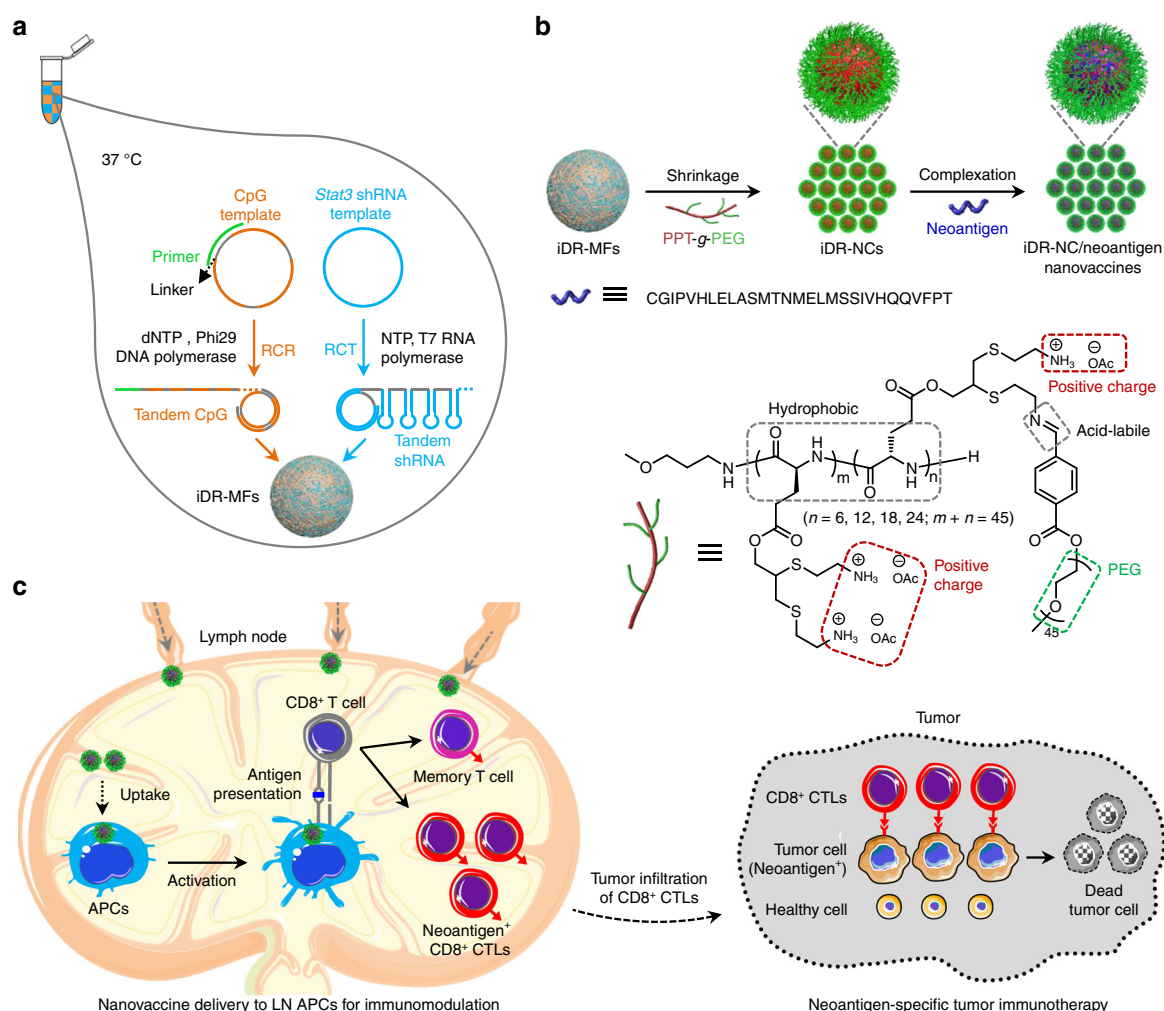 a
37 °C
CpG
template
Stat3 shRNA
template
Primer
Linker
dNTP , Phi29
DNA polymerase
RCR
RCT
NTP, T7 RNA
polymerase
Tandem CpG
Tandem
shRNA
iDR-MFs
b
Shrinkage
PPT-g-PEG
Complexation
Neoantigen
iDR-MFs
iDR-NCs
iDR-NC/neoantigen
nanovaccines
CGIPVHLELASMTNMELMSSIVHQQVFPT
S
NH3
⊕
⊖
OAc
Positive charge
O
O
S
N
Acid-labile
Hydrophobic
O
H
N
O
N
H
O
N
H
m
n
H
(n = 6, 12, 18, 24; m + n = 45)
O
O
O
O
PEG
O
45
S
⊕
NH3
⊖
OAc
Positive
charge
S
⊕
NH3
⊖
OAc
c
Lymph node
CD8+ T cell
Memory T cell
Antigen
presentation
Uptake
Activation
APCs
Neoantigen+
CD8+ CTLs
Nanovaccine delivery to LN APCs for immunomodulation
Tumor infiltration
of CD8+ CTLs
Tumor
CD8+ CTLs
Tumor cell
(Neoantigen+)
Healthy cell
Dead
tumor cell
Neoantigen-specific tumor immunotherapy